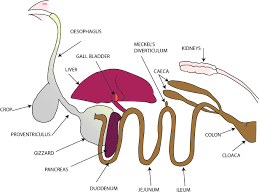 OESOPHAGUS
GALL BLADDER
LIVER
MECKEL'S
DIVERTICULUM
CAECA
KIDNEYS
CROP
PROVENTRICULUS
GIZZARD
PANCREAS
COLON
CLOACA
DUODENUM
JEJUNUM
ILEUM